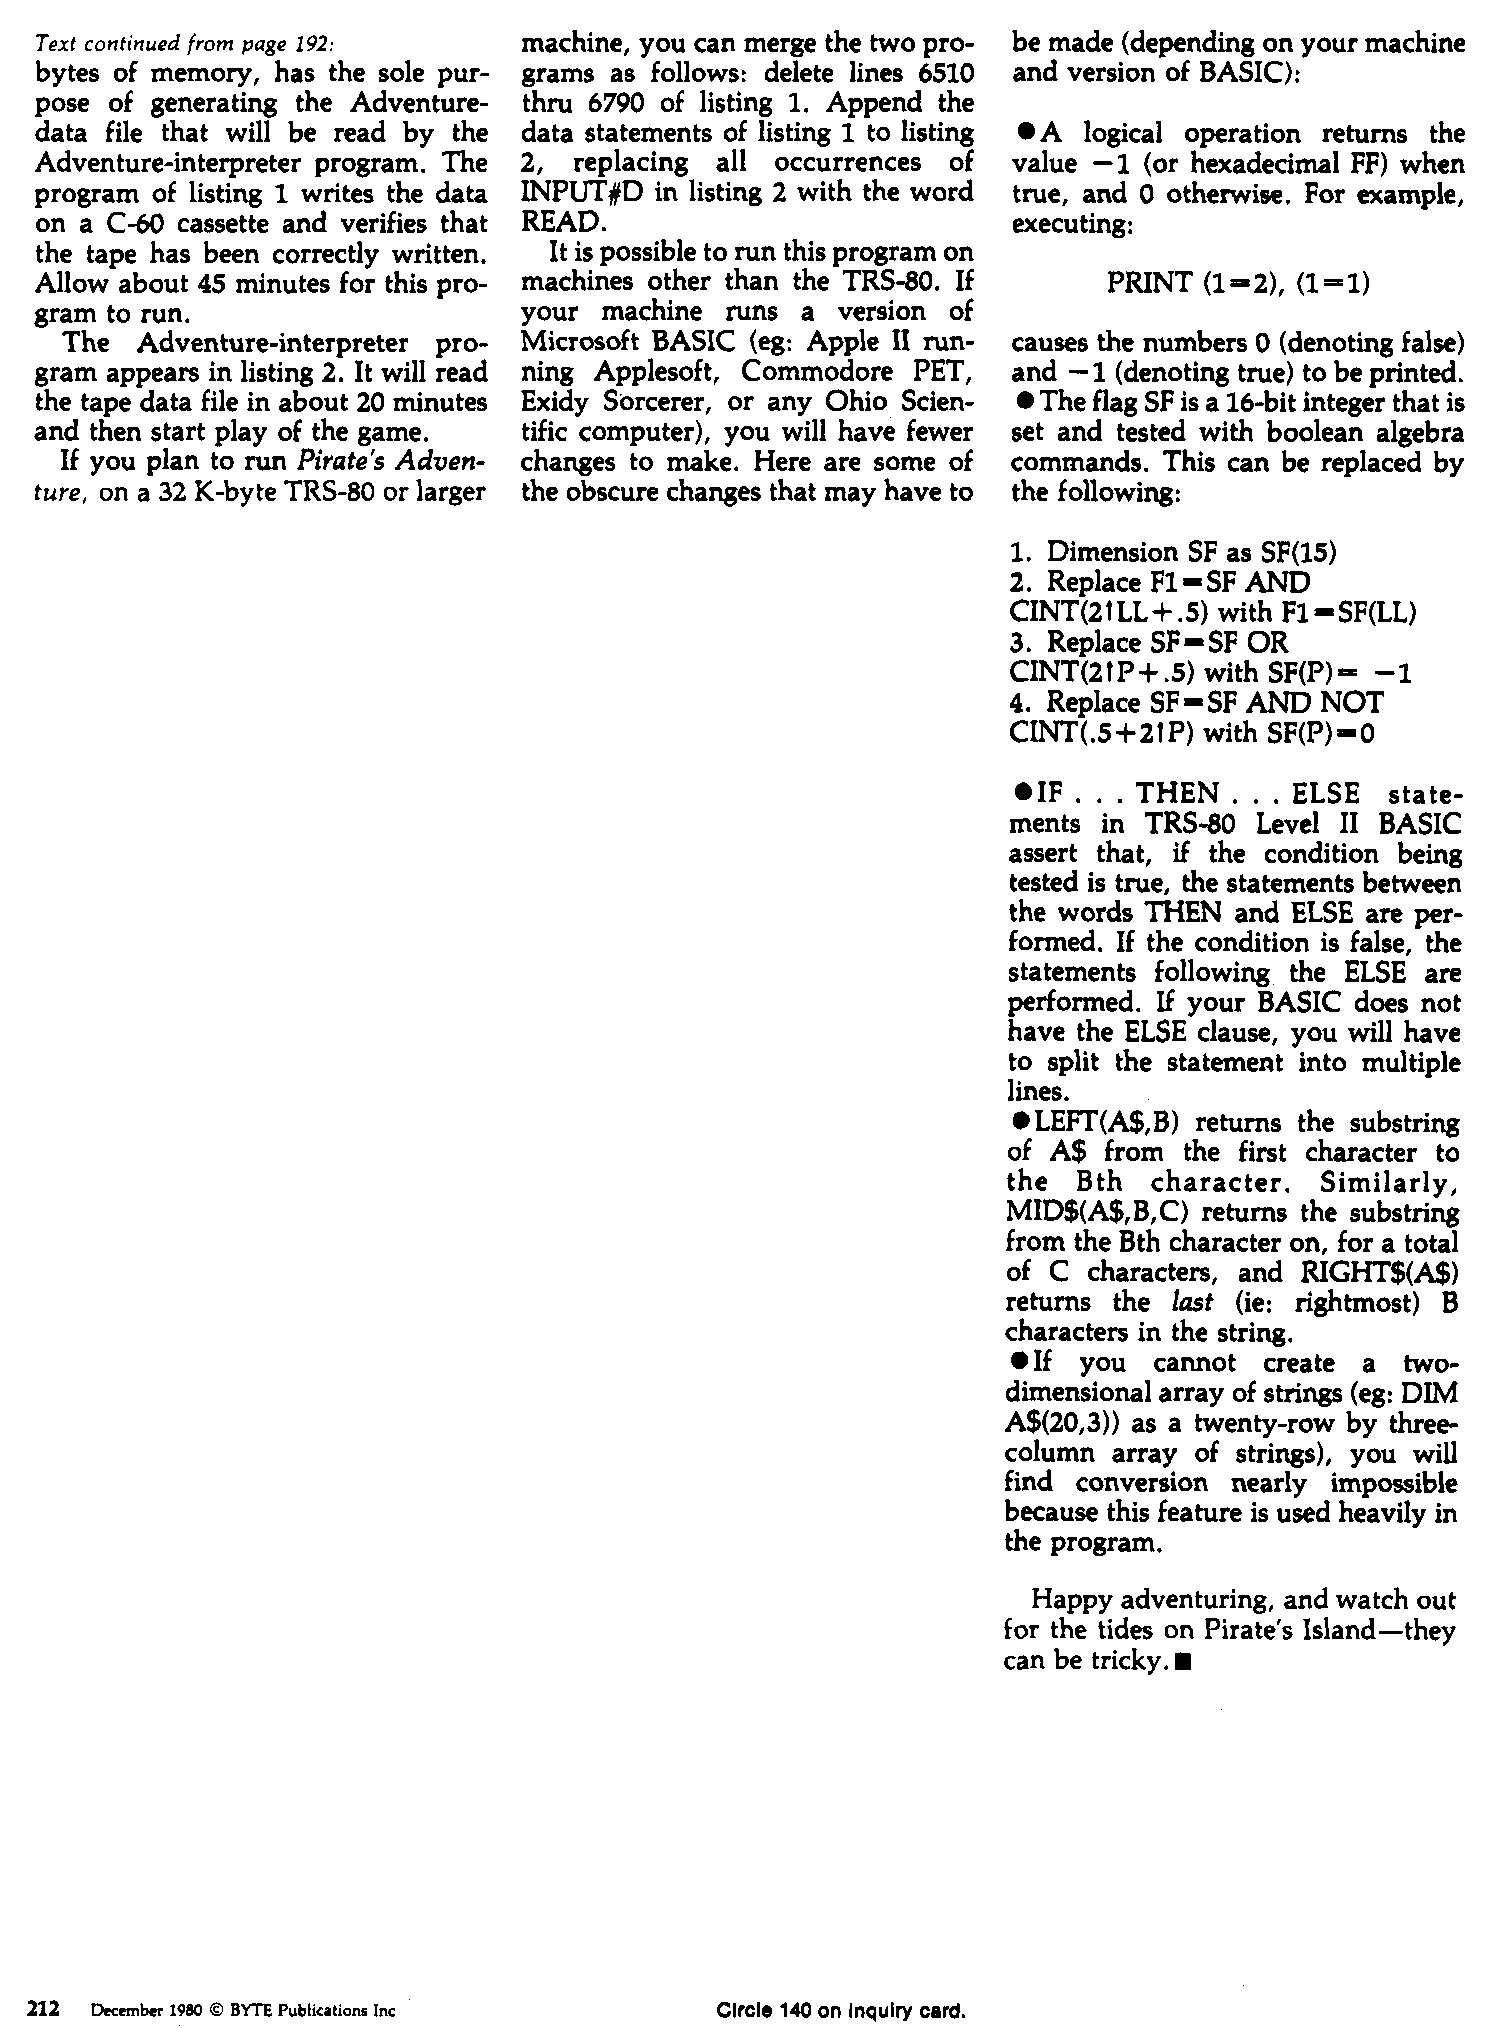 Text continued from page 192:
bytes of memory, has the sole pur-
pose of generating the Adventure-
data file that will be read by the
Adventure-interpreter program. The
program of listing 1 writes the data
on a C-60 cassette and verifies that
the tape has been correctly written.
Allow about 45 minutes for this pro-
gram to run.
The Adventure-interpreter pro-
gram appears in listing 2. It will read
the tape data file in about 20 minutes
and then start play of the game.
If you plan to run Pirate's Adven-
ture, on a 32 K-byte TRS-80 or larger
machine, you can merge the two pro-
grams as follows: delete lines 6510
thru 6790 of listing 1. Append the
data statements of listing 1 to listing
2, replacing all occurrences of
INPUT#D in listing 2 with the word
READ.
It is possible to run this program on
machines other than the TRS-80. If
your machine runs a version of
Microsoft BASIC (eg: Apple II run-
ning Applesoft, Commodore PET,
Exidy Sorcerer, or any Ohio Scien-
tific computer), you will have fewer
changes to make. Here are some of
the obscure changes that may have to
be made (depending on your machine
and version of BASIC):
●A logical operation returns the
value −1 (or hexadecimal FF) when
true, and 0 otherwise. For example,
executing:
PRINT (1=2), (1=1)
causes the numbers 0 (denoting false)
and −1 (denoting true) to be printed.
●The flag SF is a 16-bit integer that is
set and tested with boolean algebra
commands. This can be replaced by
the following:
1. Dimension SF as SF(15)
2. Replace F1=SF AND
CINT(2↑LL+.5) with F1=SF(LL)
3. Replace SF=SF OR
CINT(2↑P+.5) with SF(P)= −1
4. Replace SF=SF AND NOT
CINT(.5+2↑P) with SF(P)=0
●IF . . . THEN . . . ELSE state-
ments in TRS-80 Level II BASIC
assert that, if the condition being
tested is true, the statements between
the words THEN and ELSE are per-
formed. If the condition is false, the
statements following the ELSE are
performed. If your BASIC does not
have the ELSE clause, you will have
to split the statement into multiple
lines.
●LEFT(A$,B) returns the substring
of A$ from the first character to
the Bth character. Similarly,
MID$(A$,B,C) returns the substring
from the Bth character on, for a total
of C characters, and RIGHT$(A$)
returns the last (ie: rightmost) B
characters in the string.
●If you cannot create a two-
dimensional array of strings (eg: DIM
A$(20,3)) as a twenty-row by three-
column array of strings), you will
find conversion nearly impossible
because this feature is used heavily in
the program.
Happy adventuring, and watch out
for the tides on Pirate's Island—they
can be tricky.■
212 December 1980 © BYTE Publications Inc
Circle 140 on inquiry card.